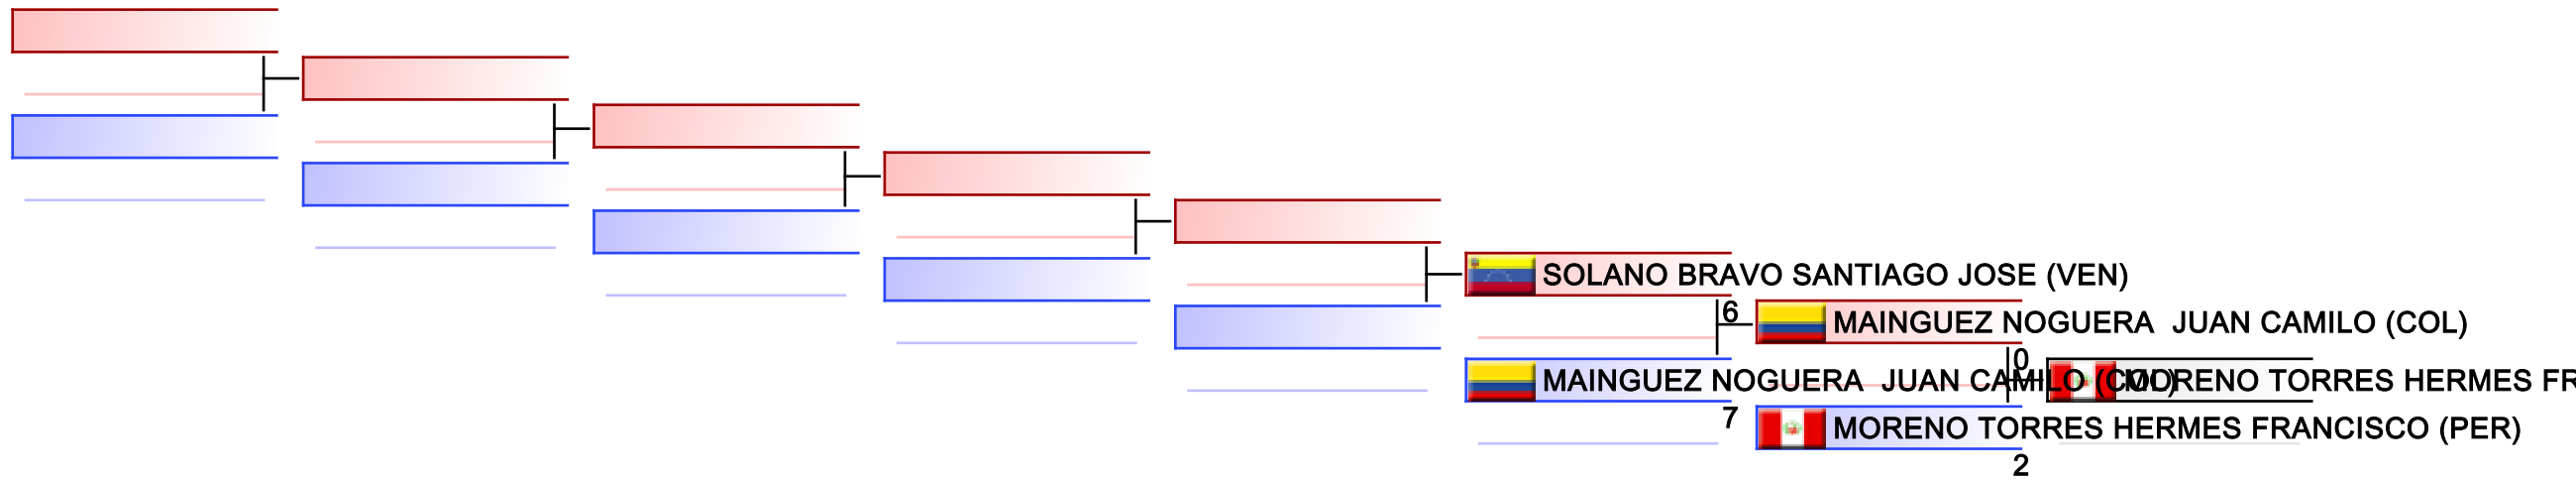 SOLANO BRAVO SANTIAGO JOSE (VEN)
6
MAINGUEZ NOGUERA JUAN CAMILO (COL)
0
MAINGUEZ NOGUERA JUAN CAMILO (COL)
MORENO TORRES HERMES FR
7
MORENO TORRES HERMES FRANCISCO (PER)
2